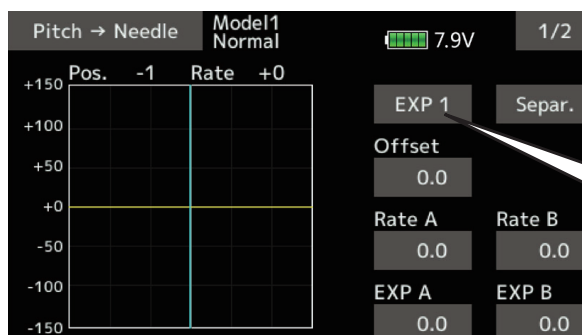 Pitch → Needle
Model1
Normal
7.9V
1/2
Pos. -1 Rate +0
+150
+100
+50
+0
-50
-100
-150
EXP 1
Separ.
Offset
0.0
Rate A Rate B
0.0 0.0
EXP A EXP B
0.0 0.0